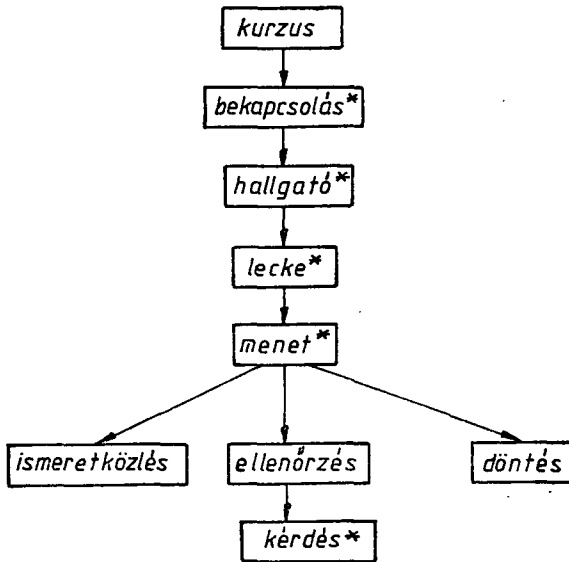 kurzus
bekapcsolás*
hallgató*
lecke*
menet*
ismeretközlés ellenőrzés döntés
kérdés*